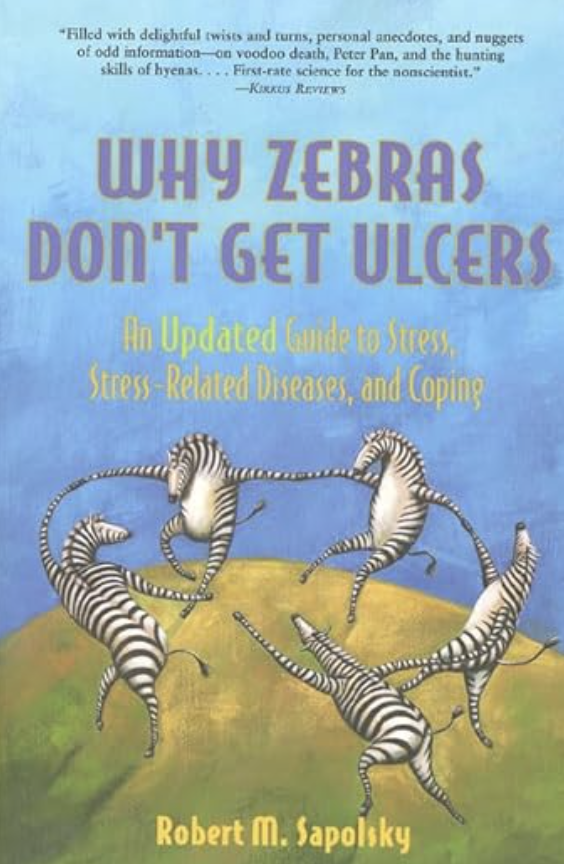 "Filled with delightful twists and turns, personal anecdotes, and nuggets
of odd information—on voodoo death, Peter Pan, and the hunting
skills of hyenas. . . . First-rate science for the nonscientist."
—KIRKUS REVIEWS
WHY ZEBRAS
DON'T GET ULCERS
An Updated Guide to Stress,
Stress-Related Diseases, and Coping
Robert M. Sapolsky